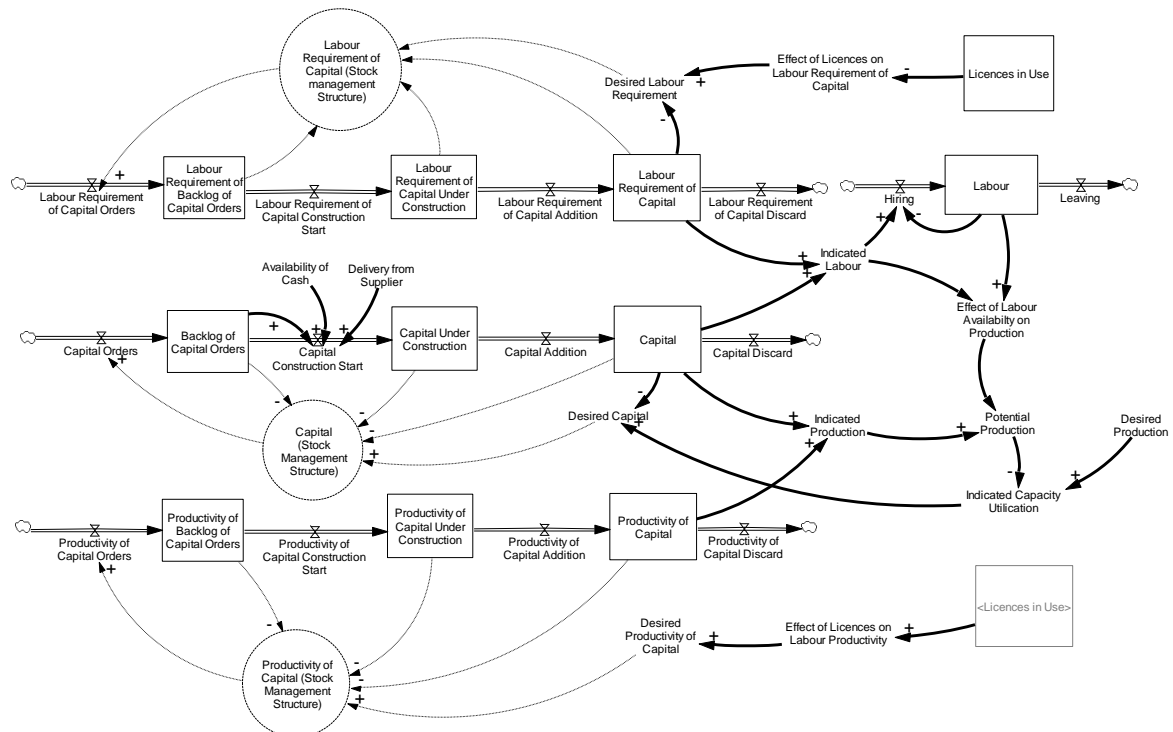 Labour
Requirement of
Capital (Stock
management
Structure)
Desired Labour
Requirement
+
Effect of Licences on
Labour Requirement of
Capital
-
Licences in Use
-
+
Labour Requirement
of Capital Orders
Labour
Requirement of
Backlog of
Capital Orders
Labour Requirement of
Capital Construction
Start
Labour
Requirement of
Capital Under
Construction
Labour Requirement
of Capital Addition
Labour
Requirement of
Capital
Labour Requirement
of Capital Discard
Hiring
Labour
Leaving
+
-
+
+
Indicated
Labour
+
Effect of Labour
Availabilty on
Production
Availability of
Cash
Delivery from
Supplier
Capital Orders
+
Backlog of
Capital Orders
+
+
+
Capital
Construction Start
Capital Under
Construction
Capital Addition
Capital
Capital Discard
-
-
-
+
Capital
(Stock
Management
Structure)
-
Desired Capital
+
+
Indicated
Production
+
+
Potential
Production
Desired
Production
-
+
Indicated Capacity
Utilisation
Productivity of
Capital Orders
+
Productivity of
Backlog of
Capital Orders
Productivity of
Capital Construction
Start
Productivity of
Capital Under
Construction
Productivity of
Capital Addition
Productivity of
Capital
Productivity of
Capital Discard
-
-
-
+
Productivity of
Capital (Stock
Management
Structure)
Desired
Productivity of
Capital
+
Effect of Licences on
Labour Productivity
+
<Licences in Use>